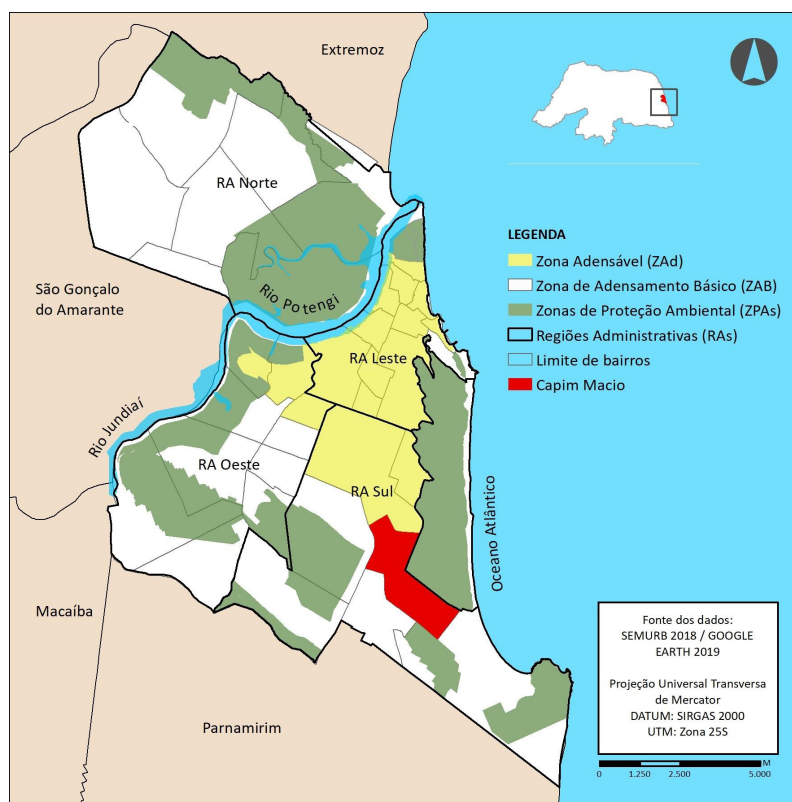 Extremoz
RA Norte
São Gonçalo
do Amarante
Rio Potengi
RA Leste
Rio Jundiaí
RA Oeste
RA Sul
Oceano Atlântico
Macaíba
Parnamirim
LEGENDA
Zona Adensável (ZAd)
Zona de Adensamento Básico (ZAB)
Zonas de Proteção Ambiental (ZPAs)
Regiões Administrativas (RAs)
Limite de bairros
Capim Macio
Fonte dos dados:
SEMURB 2018 / GOOGLE
EARTH 2019
Projeção Universal Transversa
de Mercator
DATUM: SIRGAS 2000
UTM: Zona 25S
M
0 1.250 2.500 5.000